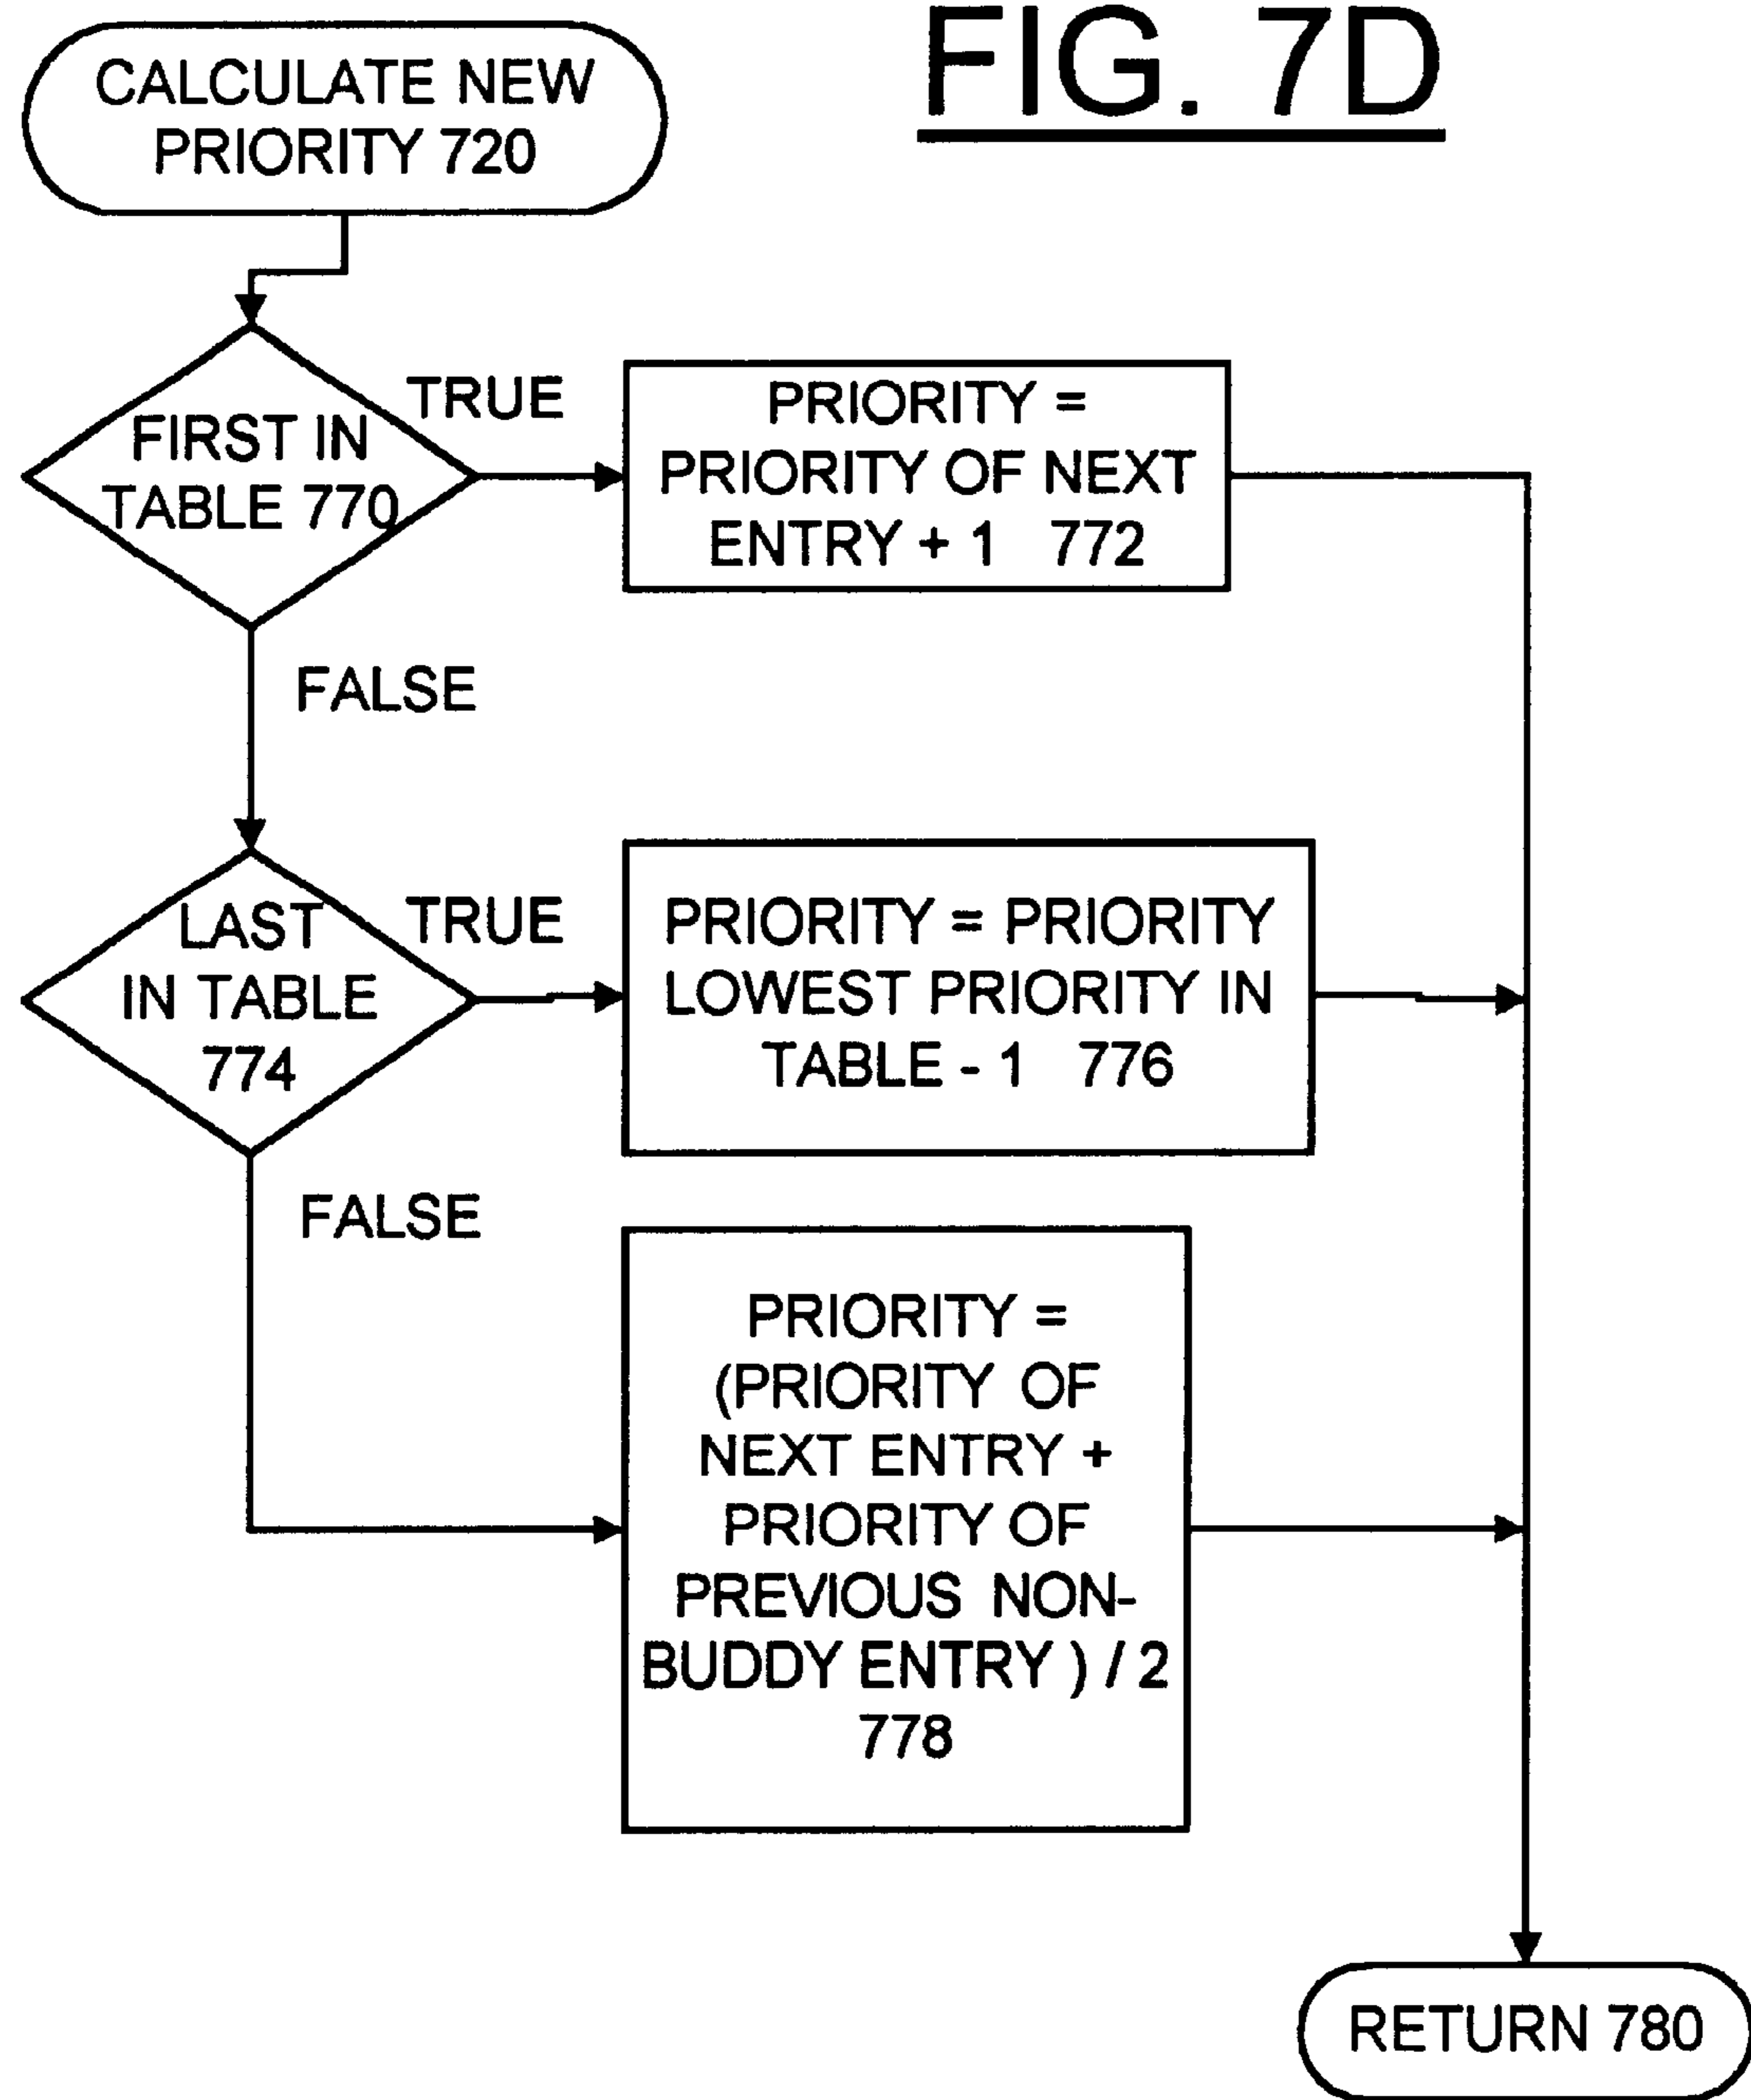 FIG. 7D
CALCULATE NEW
PRIORITY 720
FIRST IN
TABLE 770
TRUE
PRIORITY =
PRIORITY OF NEXT
ENTRY + 1 772
FALSE
LAST
IN TABLE
774
TRUE
PRIORITY = PRIORITY
LOWEST PRIORITY IN
TABLE - 1 776
FALSE
PRIORITY =
(PRIORITY OF
NEXT ENTRY +
PRIORITY OF
PREVIOUS NON-
BUDDY ENTRY ) / 2
778
RETURN 780